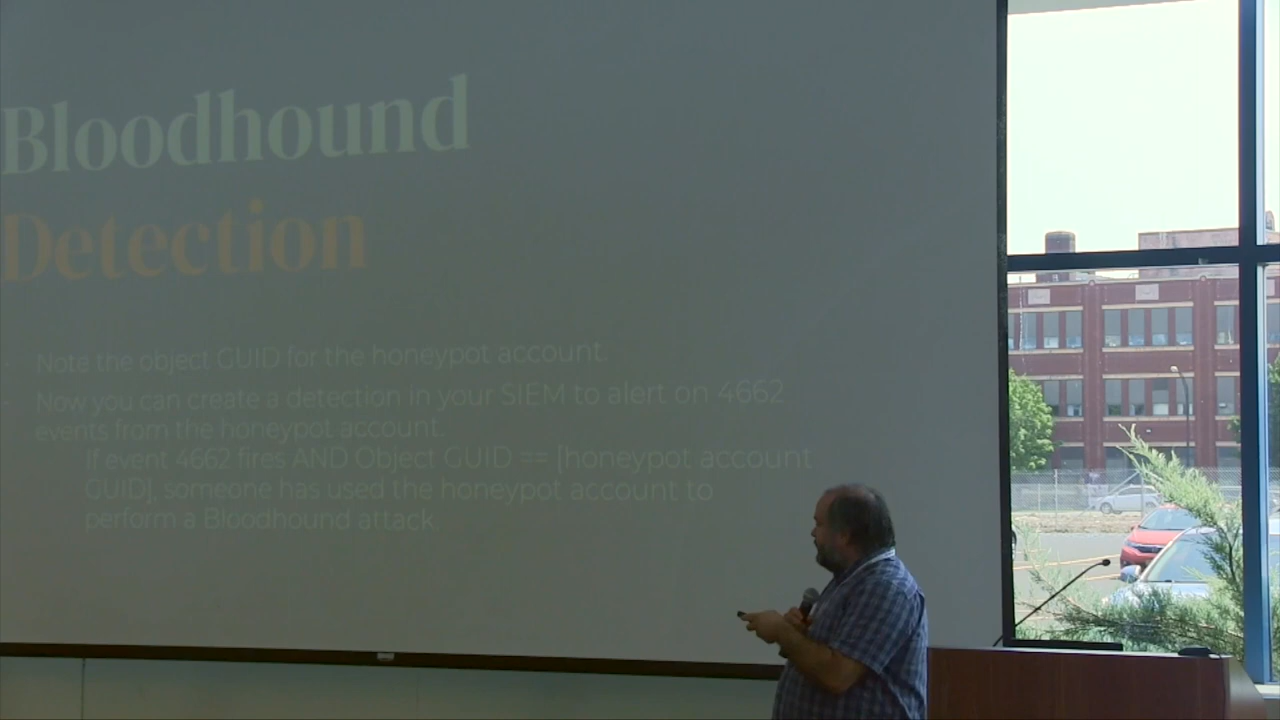 Bloodhound
Detection
Note the object GUID for the honeypot account.
Now you can create a detection in your SIEM to alert on 4662
events from the honeypot account.
If event 4662 fires AND Object GUID == [honeypot account
GUID], someone has used the honeypot account to
perform a Bloodhound attack